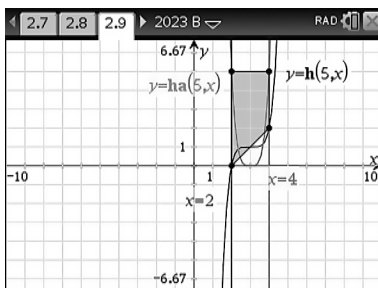 2.7 2.8 2.9 2023 B RAD
6.67 y
y=ha(5,x) y=h(5,x)
1
x
-10 1 10
x=2 x=4
-6.67